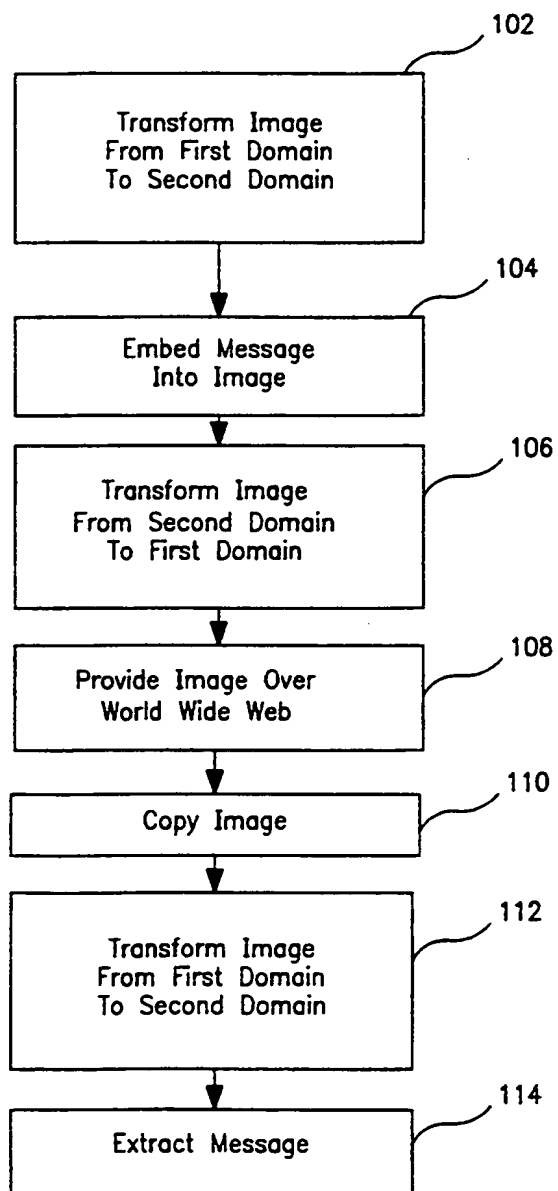 102
Transform Image
From First Domain
To Second Domain
104
Embed Message
Into Image
106
Transform Image
From Second Domain
To First Domain
108
Provide Image Over
World Wide Web
110
Copy Image
112
Transform Image
From First Domain
To Second Domain
114
Extract Message